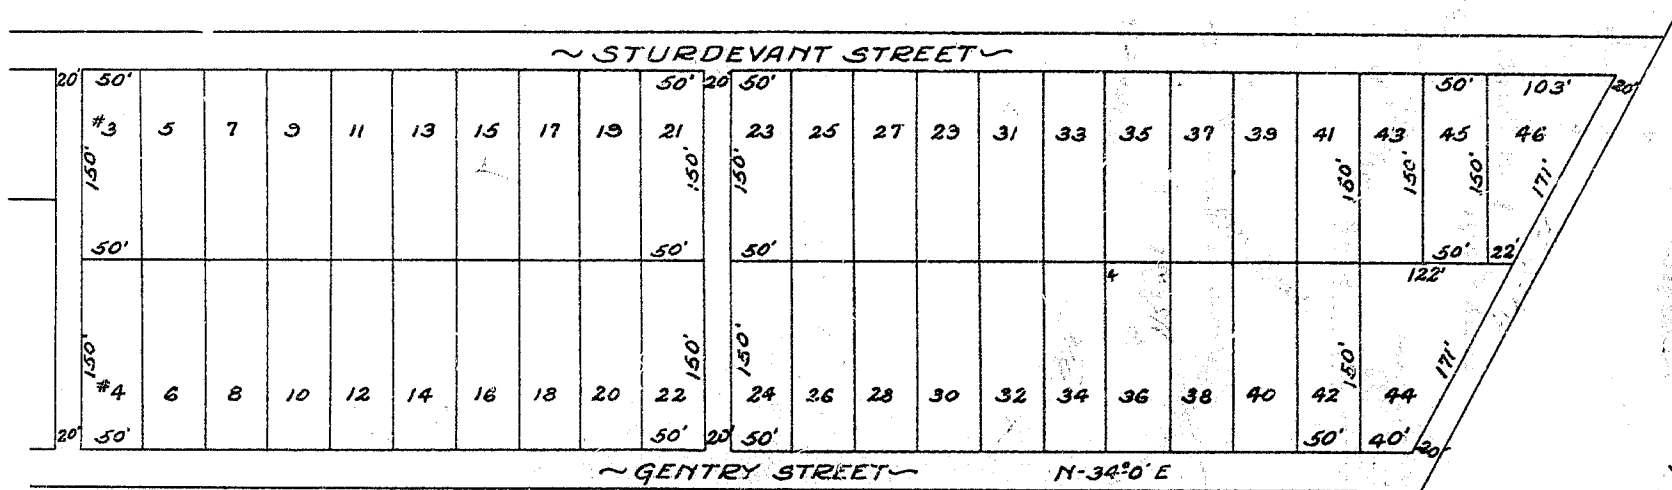 ~ STURDEVANT STREET ~
20' 50' 50' 20' 50' 50' 103' 20'
#3 5 7 9 11 13 15 17 19 21 23 25 27 29 31 33 35 37 39 41 43 45 46
150' 150' 150' 150' 150' 150' 171'
50' 50' 50' 50' 22'
122'
150' 150' 150' 150' 171'
#4 6 8 10 12 14 16 18 20 22 24 26 28 30 32 34 36 38 40 42 44
20' 50' 50' 20' 50' 50' 40' 20'
~ GENTRY STREET ~ N-34°0' E